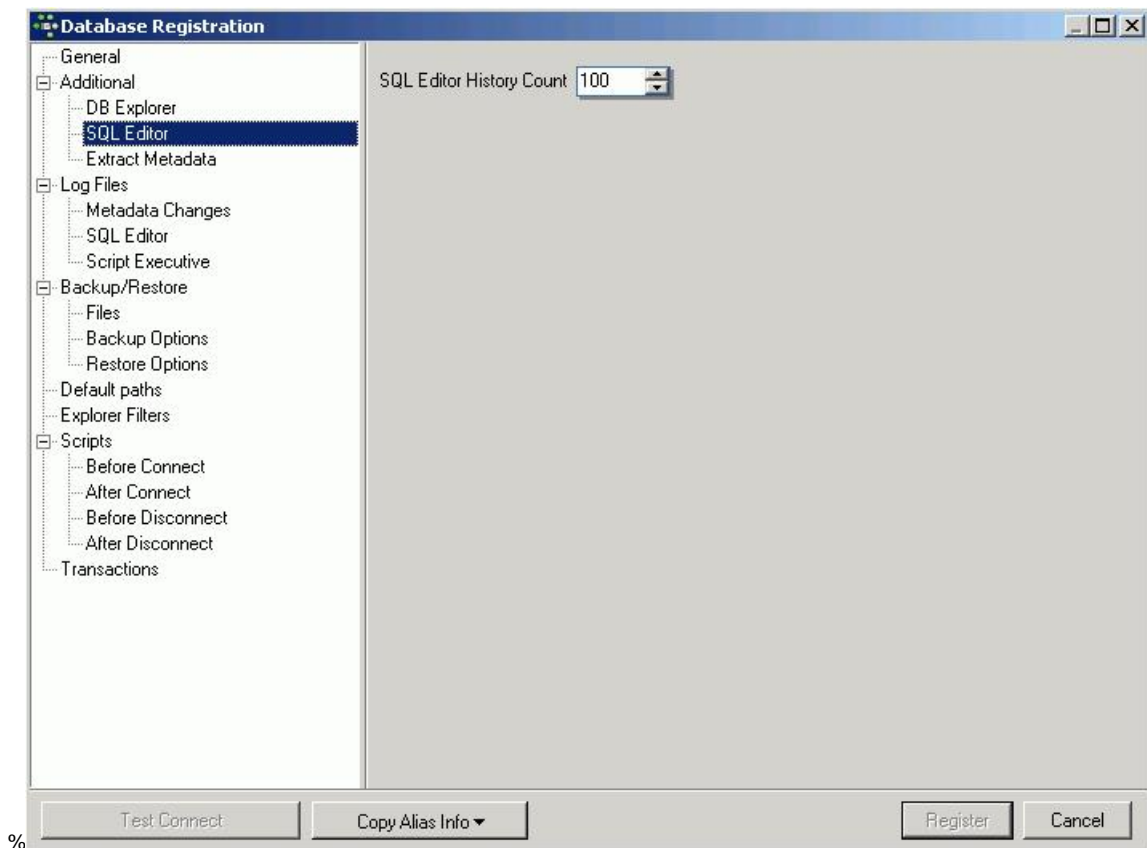 Database Registration
General
Additional
DB Explorer
SQL Editor
Extract Metadata
Log Files
Metadata Changes
SQL Editor
Script Executive
Backup/Restore
Files
Backup Options
Restore Options
Default paths
Explorer Filters
Scripts
Before Connect
After Connect
Before Disconnect
After Disconnect
Transactions
SQL Editor History Count 100
Test Connect Copy Alias Info Register Cancel
%